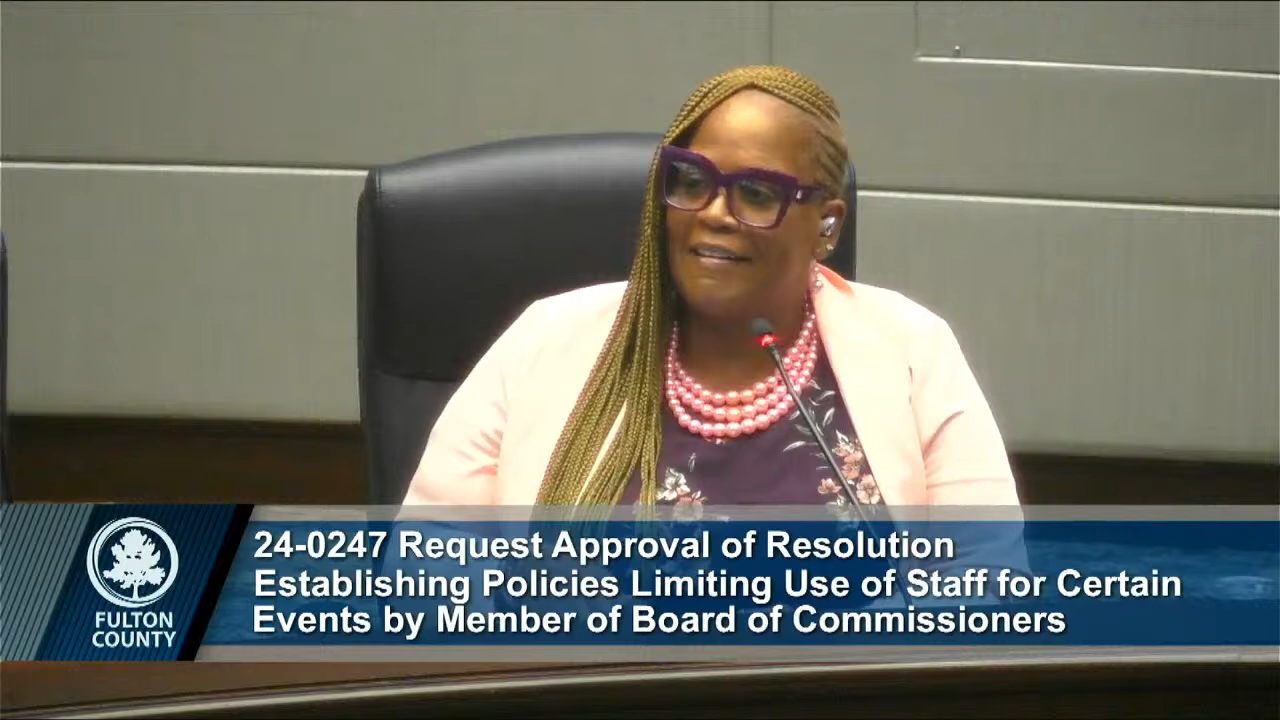 24-0247 Request Approval of Resolution
Establishing Policies Limiting Use of Staff for Certain
Events by Member of Board of Commissioners
FULTON
COUNTY